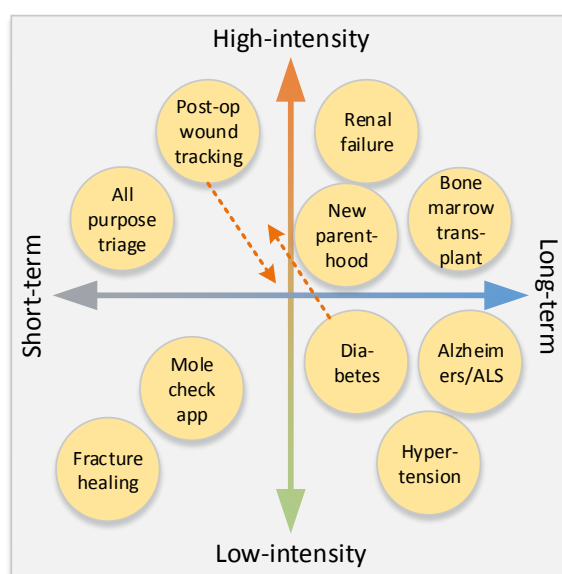 High-intensity
Post-op
wound
tracking
Renal
failure
All
purpose
triage
New
parent-
hood
Bone
marrow
trans-
plant
Short-term
Long-term
Mole
check
app
Dia-
betes
Alzheim
ers/ALS
Fracture
healing
Hyper-
tension
Low-intensity